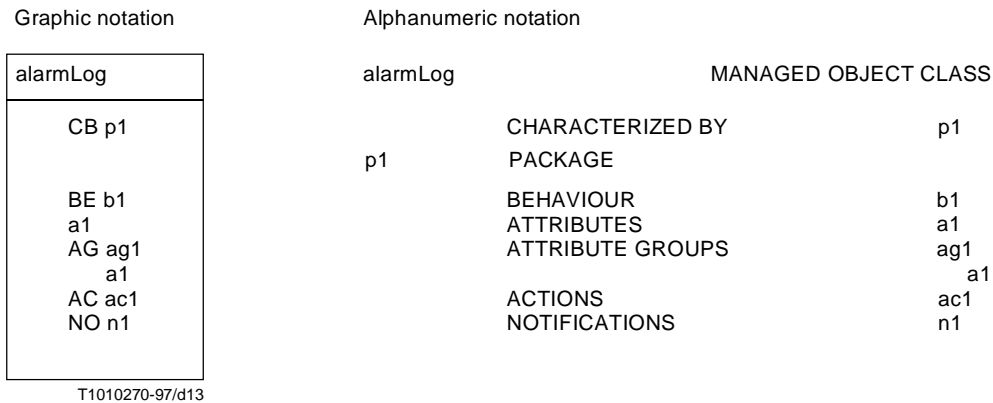 Graphic notation Alphanumeric notation
alarmLog alarmLog MANAGED OBJECT CLASS
CB p1 CHARACTERIZED BY p1
p1 PACKAGE
BE b1 BEHAVIOUR b1
a1 ATTRIBUTES a1
AG ag1 ATTRIBUTE GROUPS ag1
a1 a1
AC ac1 ACTIONS ac1
NO n1 NOTIFICATIONS n1
T1010270-97/d13